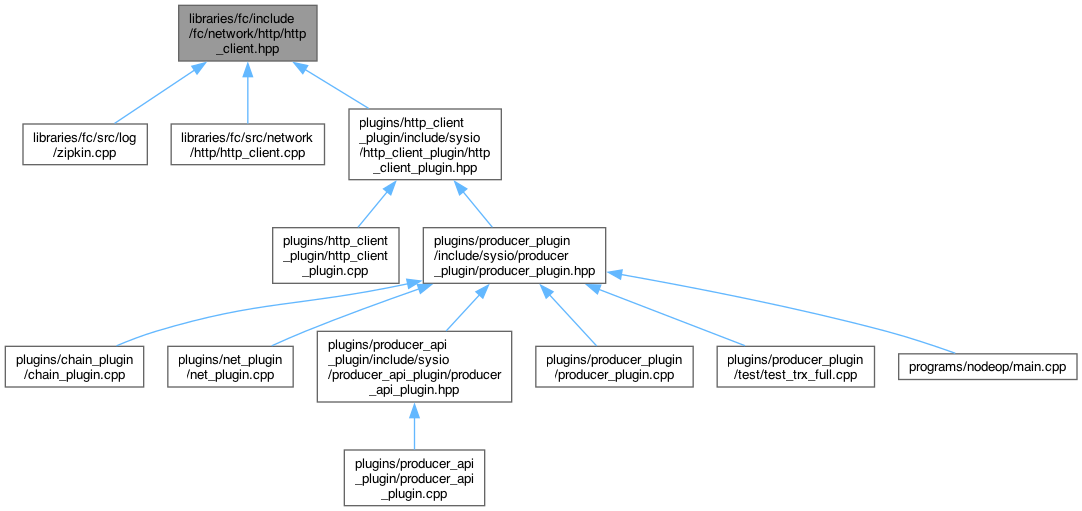 libraries/fc/include
/fc/network/http/http
_client.hpp
libraries/fc/src/log
/zipkin.cpp
libraries/fc/src/network
/http/http_client.cpp
plugins/http_client
_plugin/include/sysio
/http_client_plugin/http
_client_plugin.hpp
plugins/http_client
_plugin/http_client
_plugin.cpp
plugins/producer_plugin
/include/sysio/producer
_plugin/producer_plugin.hpp
plugins/chain_plugin
/chain_plugin.cpp
plugins/net_plugin
/net_plugin.cpp
plugins/producer_api
_plugin/include/sysio
/producer_api_plugin/producer
_api_plugin.hpp
plugins/producer_plugin
/producer_plugin.cpp
plugins/producer_plugin
/test/test_trx_full.cpp
programs/nodeop/main.cpp
plugins/producer_api
_plugin/producer_api
_plugin.cpp